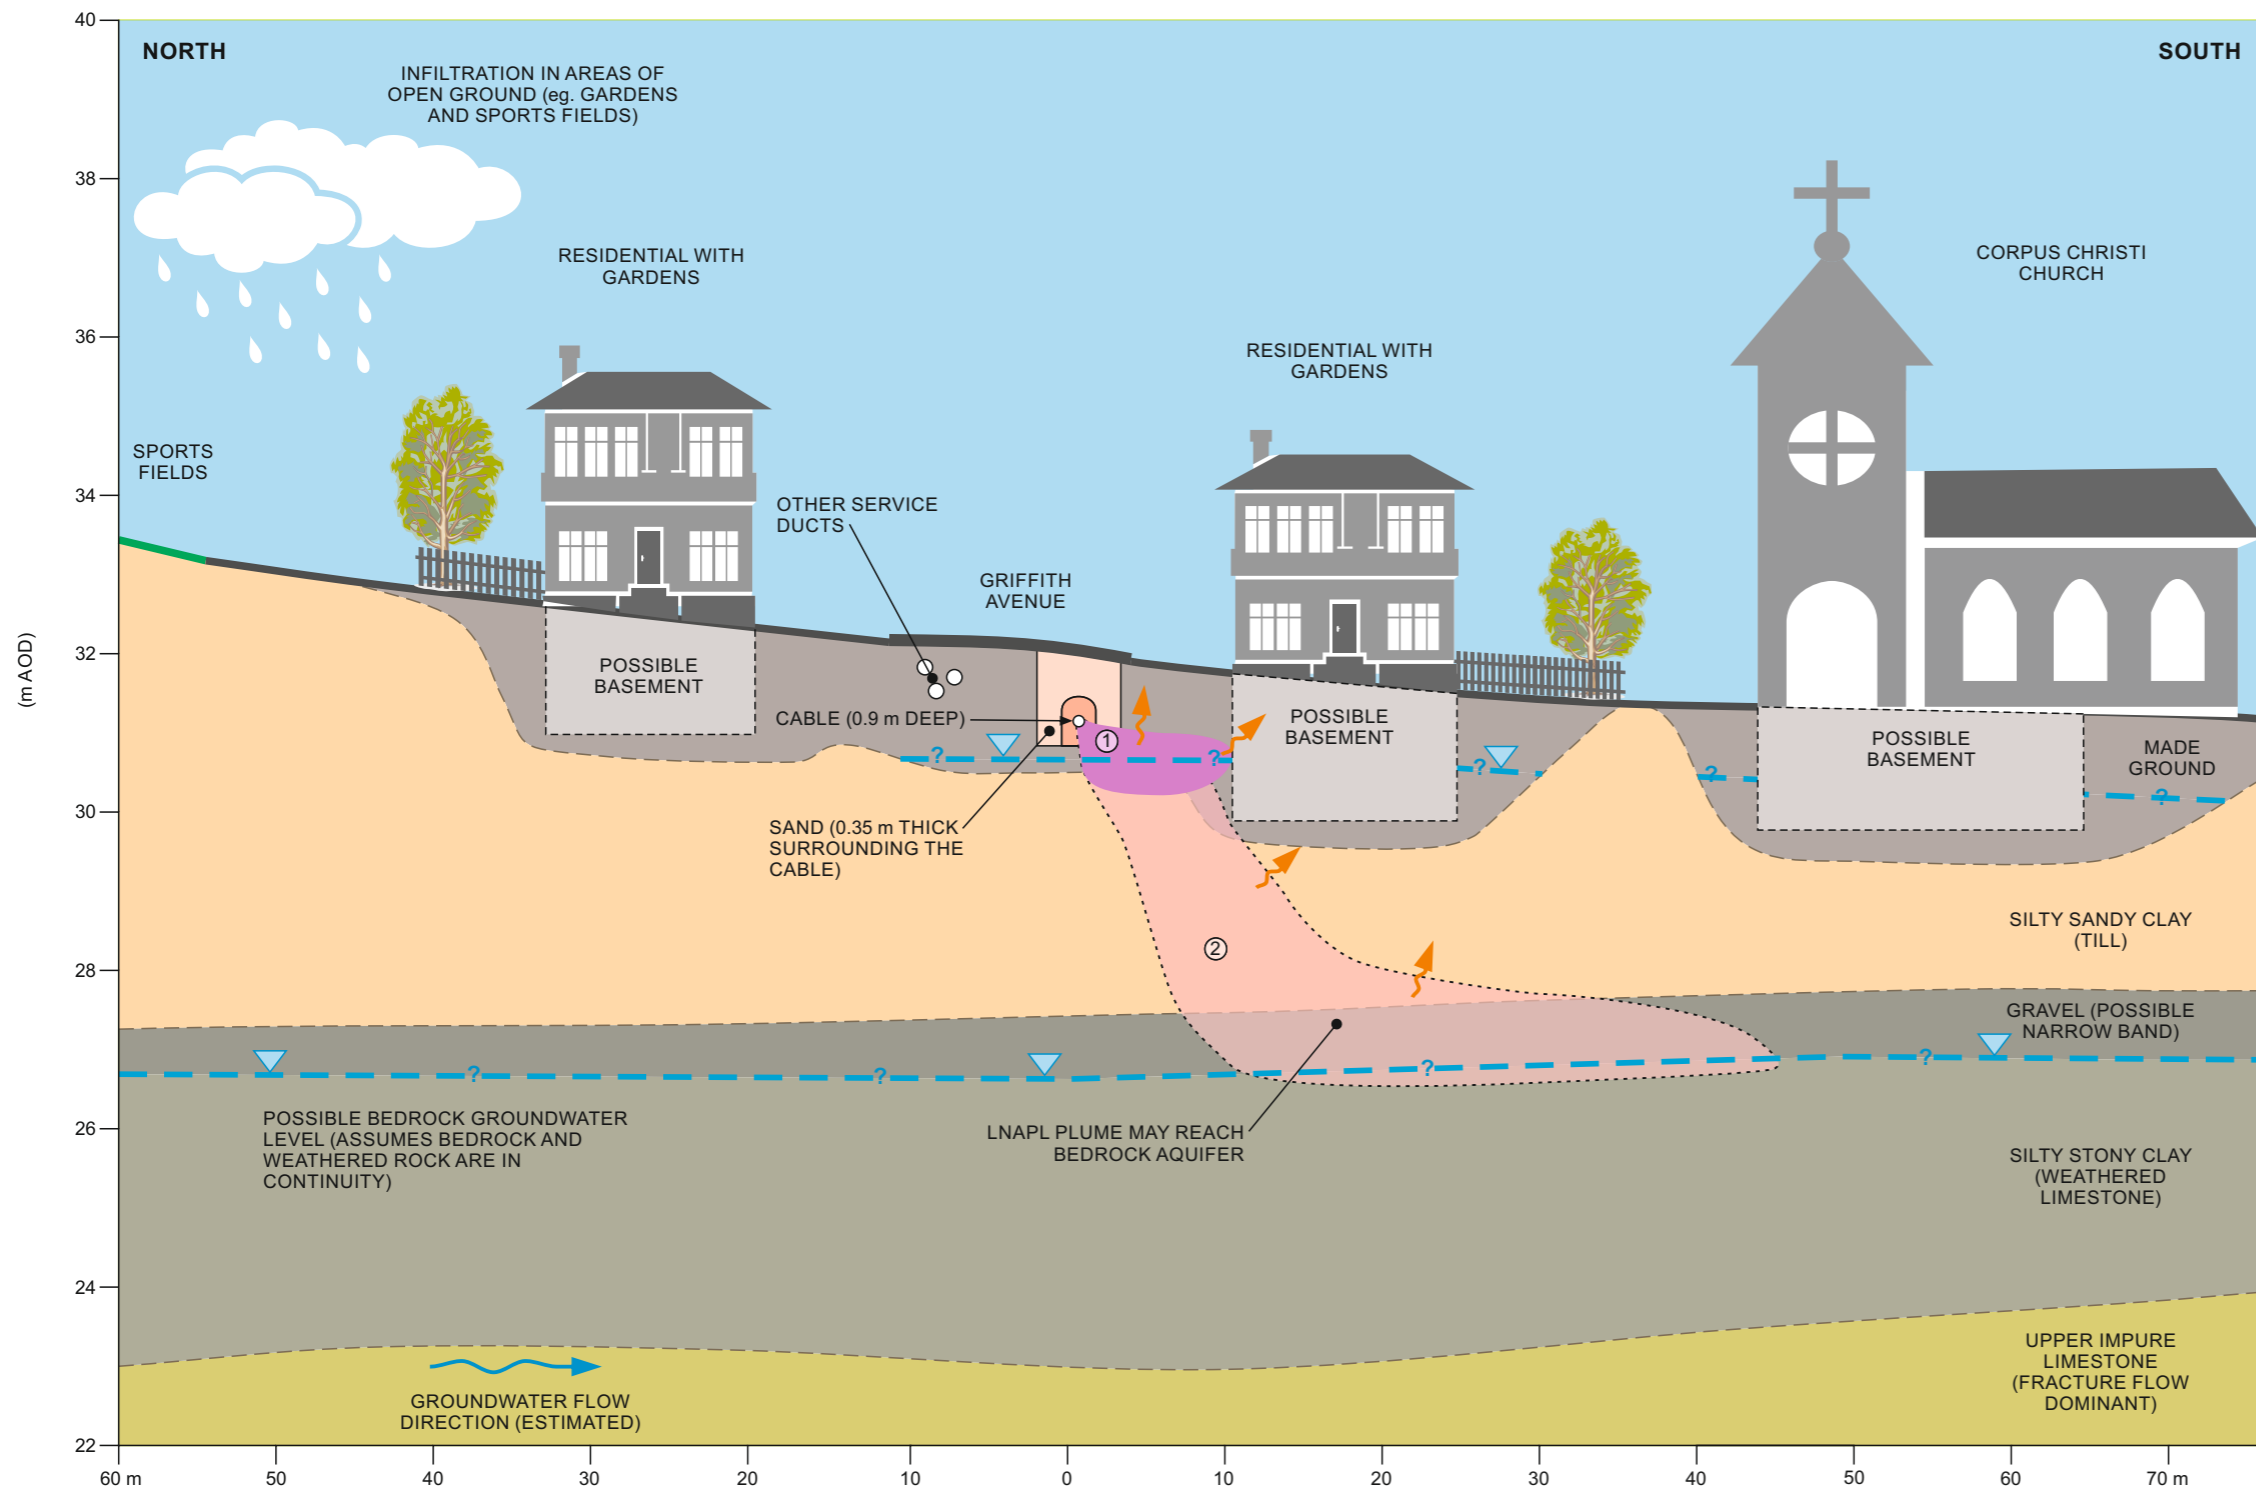 40
NORTH
SOUTH
INFILTRATION IN AREAS OF
OPEN GROUND (eg. GARDENS
AND SPORTS FIELDS)
38
RESIDENTIAL WITH
GARDENS
CORPUS CHRISTI
CHURCH
36
RESIDENTIAL WITH
GARDENS
SPORTS
FIELDS
34
OTHER SERVICE
DUCTS
GRIFFITH
AVENUE
32
(m AOD)
POSSIBLE
BASEMENT
CABLE (0.9 m DEEP)
1
POSSIBLE
BASEMENT
POSSIBLE
BASEMENT
MADE
GROUND
?
?
?
?
?
30
SAND (0.35 m THICK
SURROUNDING THE
CABLE)
2
SILTY SANDY CLAY
(TILL)
28
GRAVEL (POSSIBLE
NARROW BAND)
?
?
?
?
26
POSSIBLE BEDROCK GROUNDWATER
LEVEL (ASSUMES BEDROCK AND
WEATHERED ROCK ARE IN
CONTINUITY)
LNAPL PLUME MAY REACH
BEDROCK AQUIFER
SILTY STONY CLAY
(WEATHERED
LIMESTONE)
24
UPPER IMPURE
LIMESTONE
(FRACTURE FLOW
DOMINANT)
GROUNDWATER FLOW
DIRECTION (ESTIMATED)
22
60 m 50 40 30 20 10 0 10 20 30 40 50 60 70 m